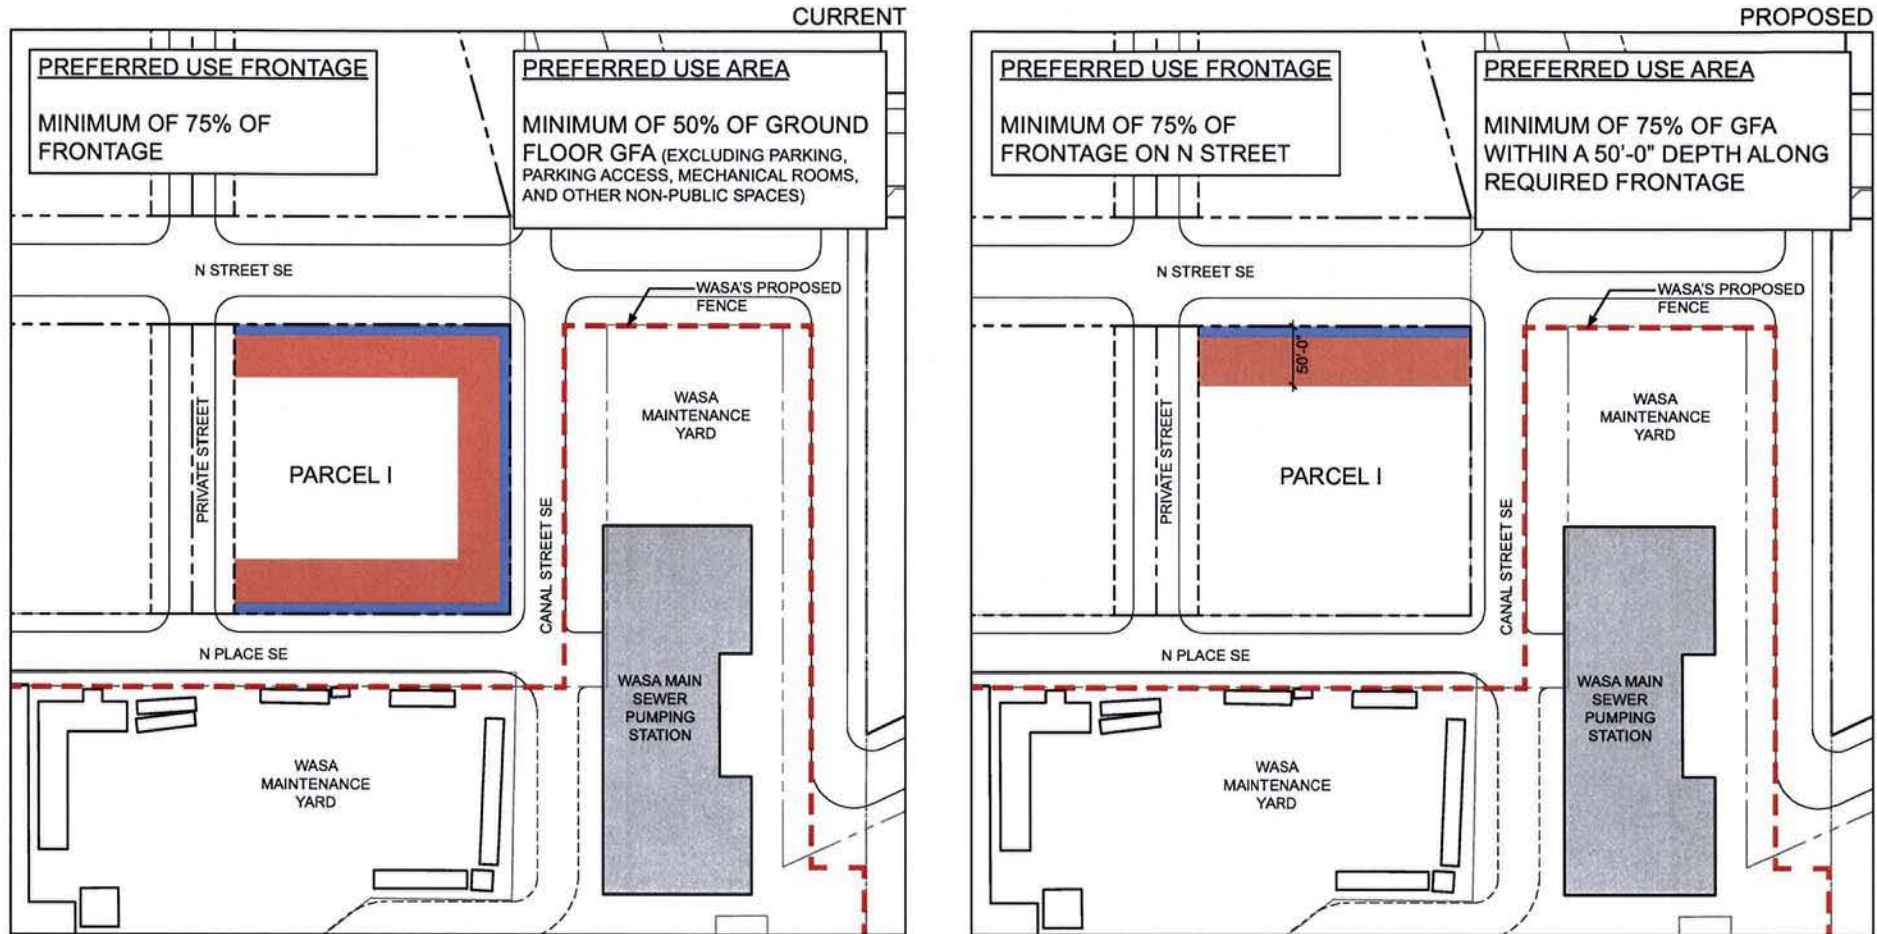 CURRENT
PREFERRED USE FRONTAGE
MINIMUM OF 75% OF
FRONTAGE
PREFERRED USE AREA
MINIMUM OF 50% OF GROUND
FLOOR GFA (EXCLUDING PARKING,
PARKING ACCESS, MECHANICAL ROOMS,
AND OTHER NON-PUBLIC SPACES)
N STREET SE
WASA'S PROPOSED
FENCE
WASA
MAINTENANCE
YARD
PRIVATE STREET
PARCEL I
CANAL STREET SE
N PLACE SE
WASA MAIN
SEWER
PUMPING
STATION
WASA
MAINTENANCE
YARD
PROPOSED
PREFERRED USE FRONTAGE
MINIMUM OF 75% OF
FRONTAGE ON N STREET
PREFERRED USE AREA
MINIMUM OF 75% OF GFA
WITHIN A 50'-0" DEPTH ALONG
REQUIRED FRONTAGE
N STREET SE
WASA'S PROPOSED
FENCE
50'-0"
WASA
MAINTENANCE
YARD
PRIVATE STREET
PARCEL I
CANAL STREET SE
N PLACE SE
WASA MAIN
SEWER
PUMPING
STATION
WASA
MAINTENANCE
YARD